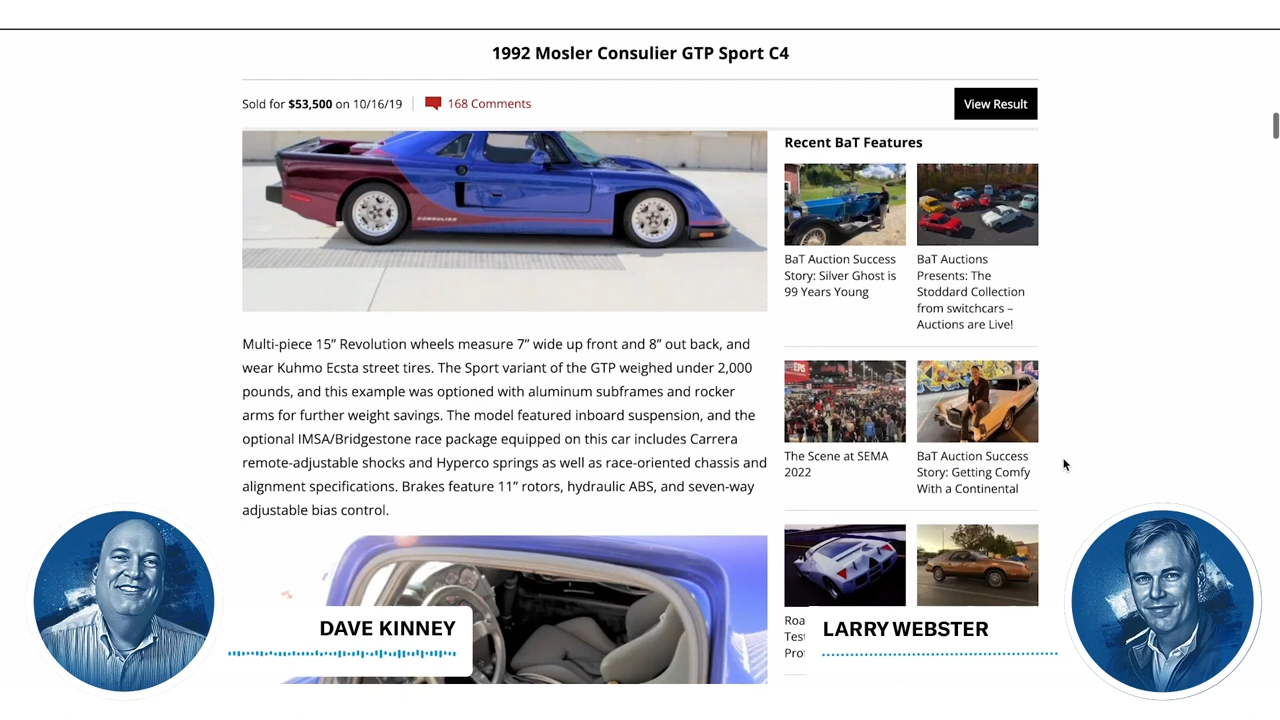 1992 Mosler Consulier GTP Sport C4
Sold for $53,500 on 10/16/19
168 Comments
View Result
CONSULIER
Multi-piece 15” Revolution wheels measure 7” wide up front and 8” out back, and
wear Kuhmo Ecsta street tires. The Sport variant of the GTP weighed under 2,000
pounds, and this example was optioned with aluminum subframes and rocker
arms for further weight savings. The model featured inboard suspension, and the
optional IMSA/Bridgestone race package equipped on this car includes Carrera
remote-adjustable shocks and Hyperco springs as well as race-oriented chassis and
alignment specifications. Brakes feature 11” rotors, hydraulic ABS, and seven-way
adjustable bias control.
Recent BaT Features
BaT Auction Success
Story: Silver Ghost is
99 Years Young
BaT Auctions
Presents: The
Stoddard Collection
from switchcars –
Auctions are Live!
The Scene at SEMA
2022
BaT Auction Success
Story: Getting Comfy
With a Continental
DAVE KINNEY
LARRY WEBSTER